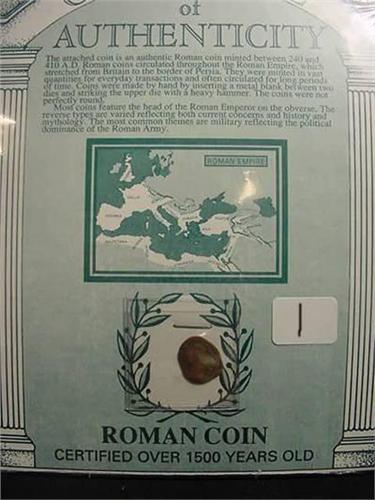 of
AUTHENTICITY
The attached coin is an authentic Roman coin minted between 240 and
410 A.D. Roman coins circulated throughout the Roman Empire, which
stretched from Britain to the border of Persia. They were minted in vast
quantities for everyday transactions and often circulated for long periods
of time. Coins were made by hand by inserting a metal blank between two
dies and striking the upper die with a heavy hammer. The coins were not
perfectly round.
Most coins feature the head of the Roman Emperor on the obverse. The
reverse types are varied reflecting both current concerns and history and
mythology. The most common themes are military reflecting the political
dominance of the Roman Army.
ROMAN EMPIRE
1
ROMAN COIN
CERTIFIED OVER 1500 YEARS OLD